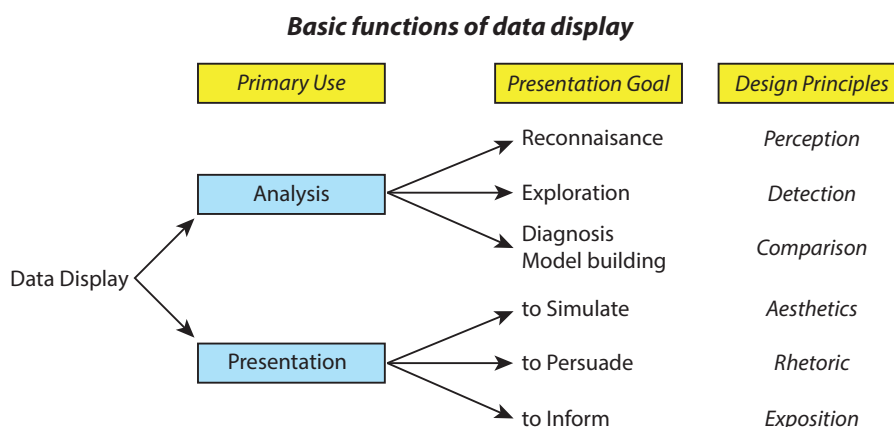 Basic functions of data display
Primary Use
Presentation Goal
Design Principles
Reconnaisance
Perception
Analysis
Exploration
Detection
Diagnosis
Model building
Comparison
Data Display
to Simulate
Aesthetics
Presentation
to Persuade
Rhetoric
to Inform
Exposition